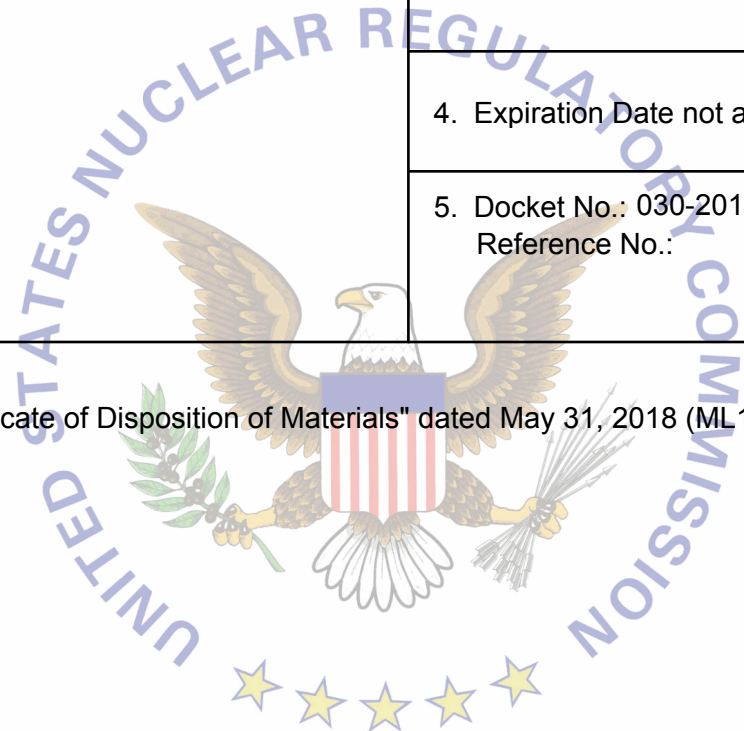 UNITED STATES NUCLEAR REGULATORY COMMISSION
4. Expiration Date not a
5. Docket No.: 030-201
Reference No.:
cate of Disposition of Materials" dated May 31, 2018 (ML1